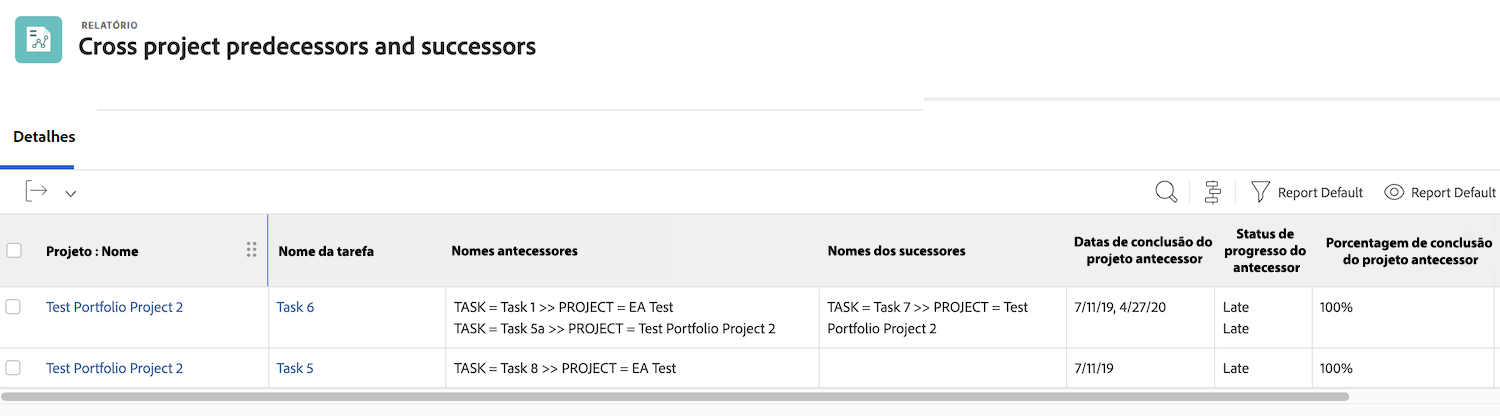 RELATÓRIO
Cross project predecessors and successors
Detalhes
Report Default
Report Default
Projeto : Nome
Nome da tarefa
Nomes antecessores
Nomes dos sucessores
Datas de conclusão do
projeto antecessor
Status de
progresso do
antecessor
Porcentagem de conclusão
do projeto antecessor
Test Portfolio Project 2
Task 6
TASK = Task 1 >> PROJECT = EA Test
TASK = Task 5a >> PROJECT = Test Portfolio Project 2
TASK = Task 7 >> PROJECT = Test
Portfolio Project 2
7/11/19, 4/27/20
Late
Late
100%
Test Portfolio Project 2
Task 5
TASK = Task 8 >> PROJECT = EA Test
7/11/19
Late
100%